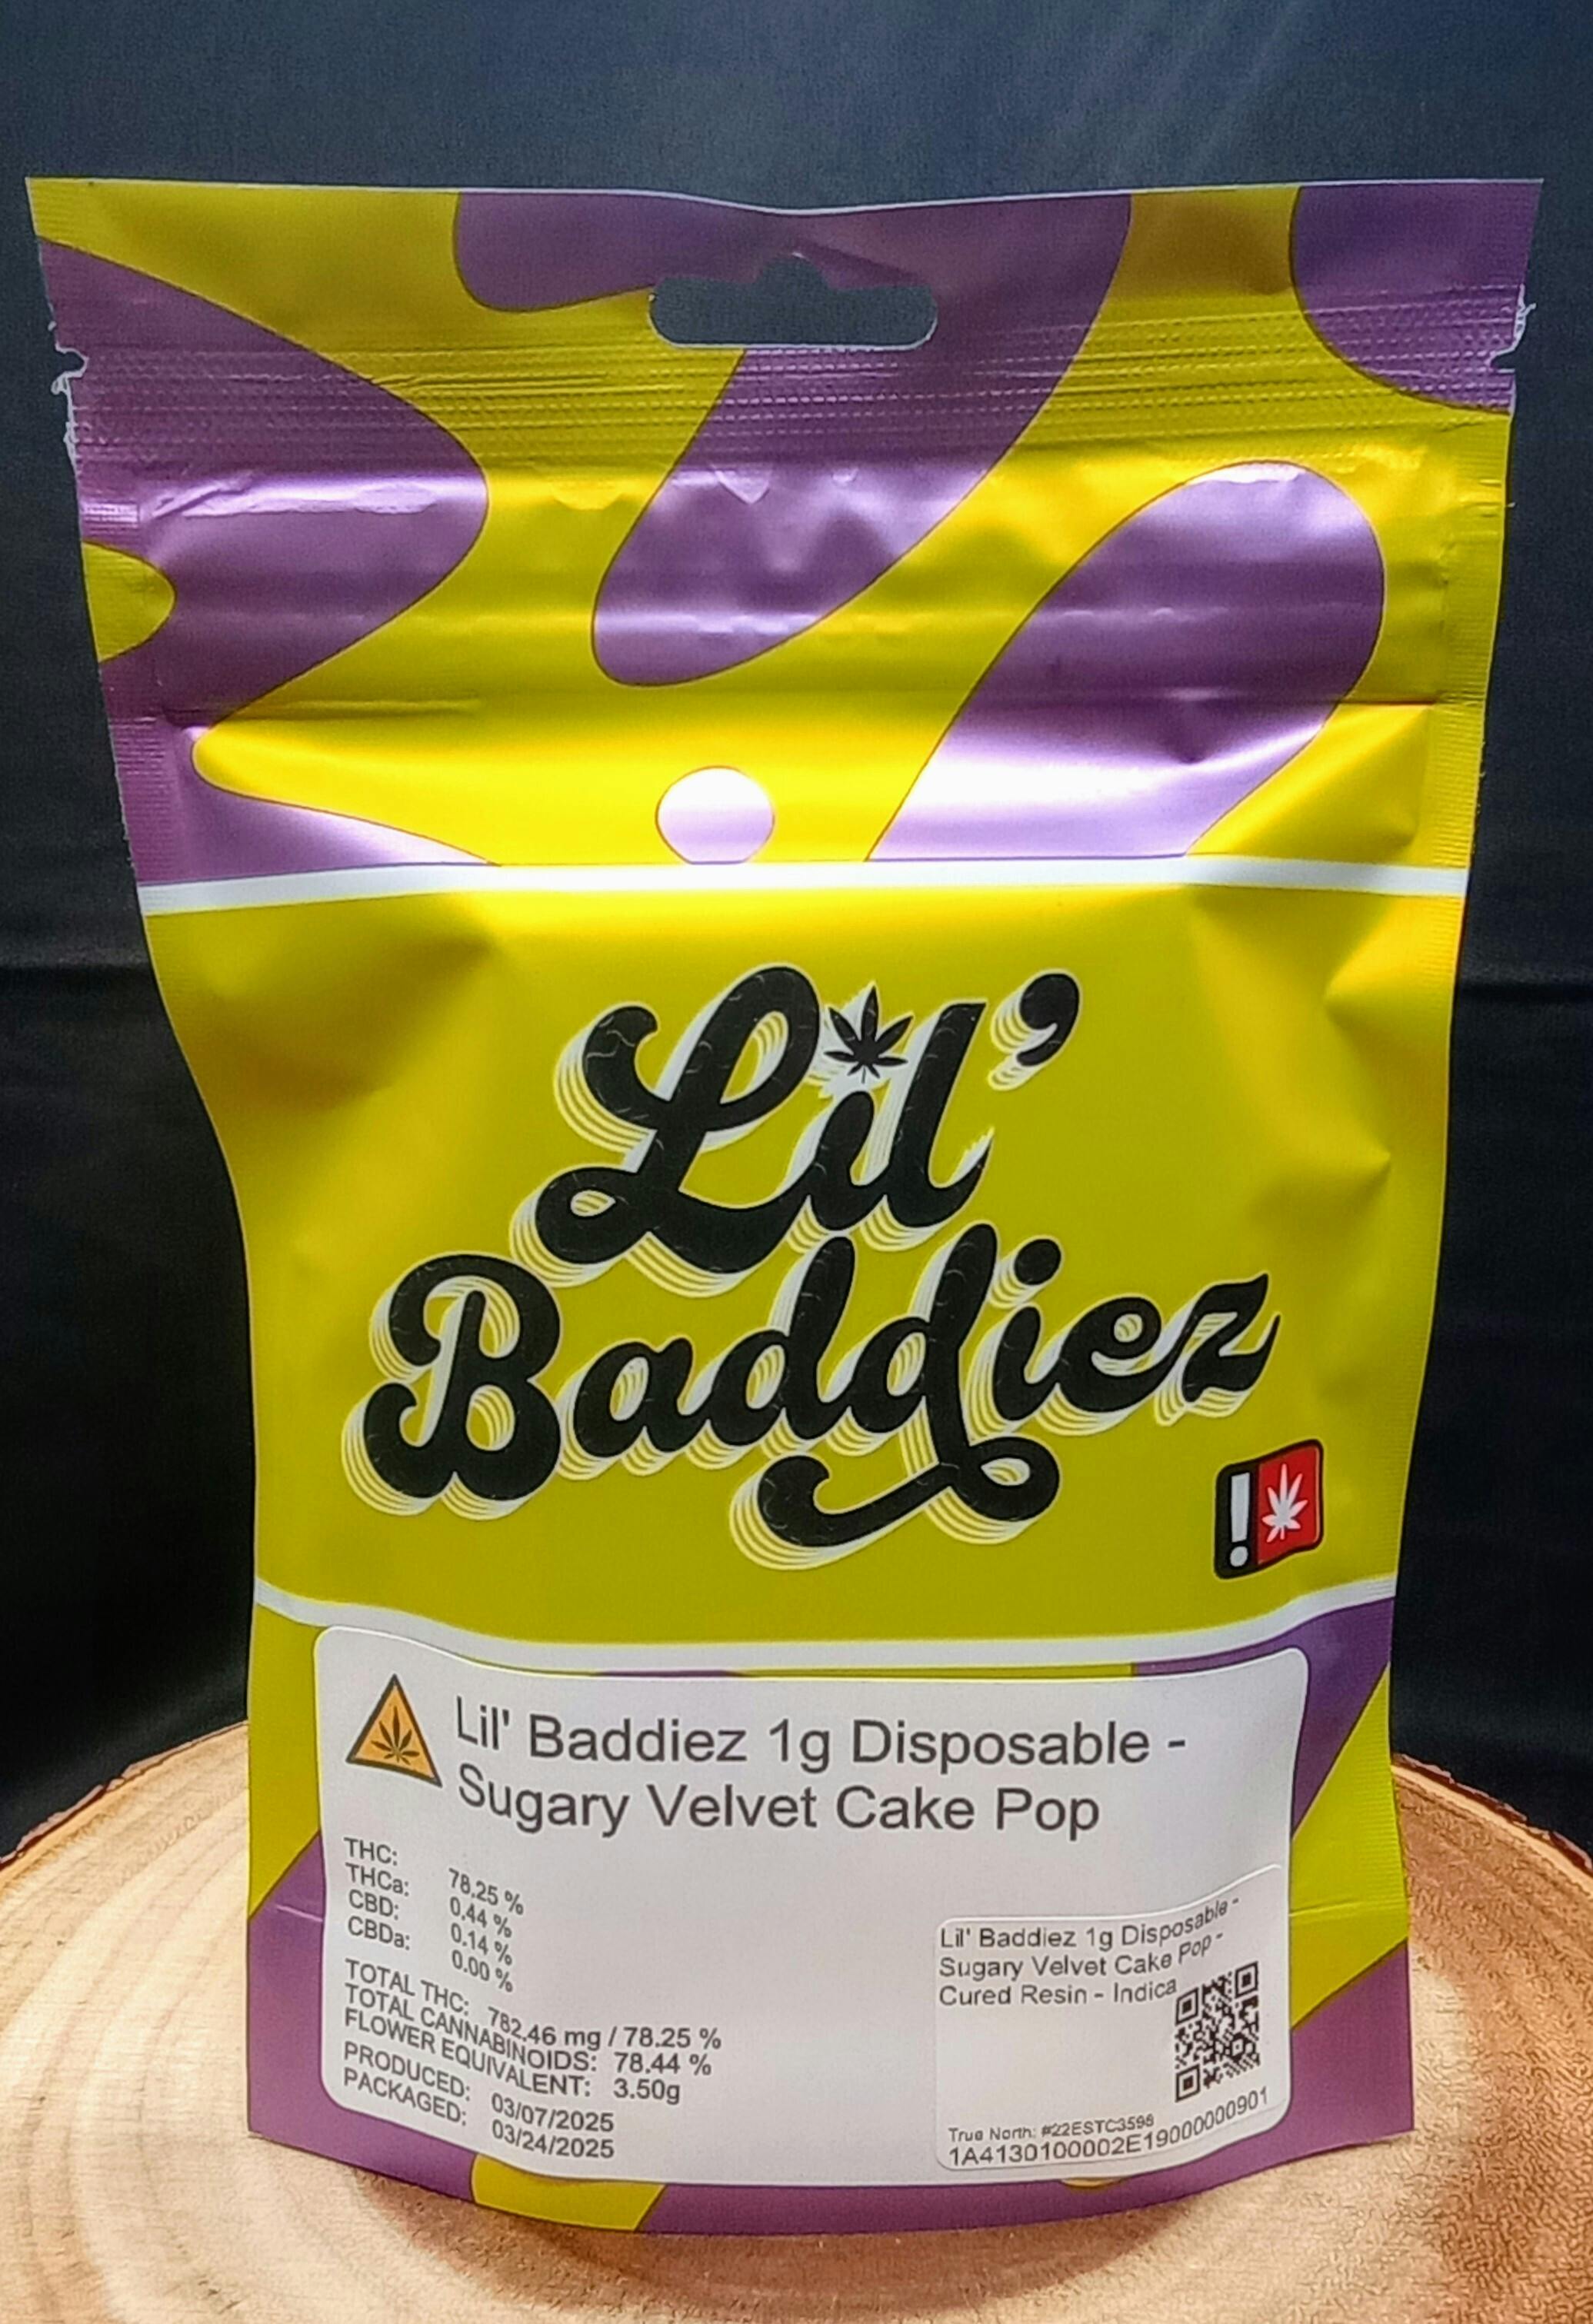 Lil'
Baddiez
!
Lil' Baddiez 1g Disposable -
Sugary Velvet Cake Pop
THC: 78.25 %
THCa: 0.44 %
CBD: 0.14 %
CBDa: 0.00 %
TOTAL THC: 782.46 mg / 78.25 %
TOTAL CANNABINOIDS: 78.44 %
FLOWER EQUIVALENT: 3.50g
PRODUCED: 03/07/2025
PACKAGED: 03/24/2025
Lil' Baddiez 1g Disposable -
Sugary Velvet Cake Pop -
Cured Resin - Indica
True North: #22ESTC3596
1A4130100002E19000000901